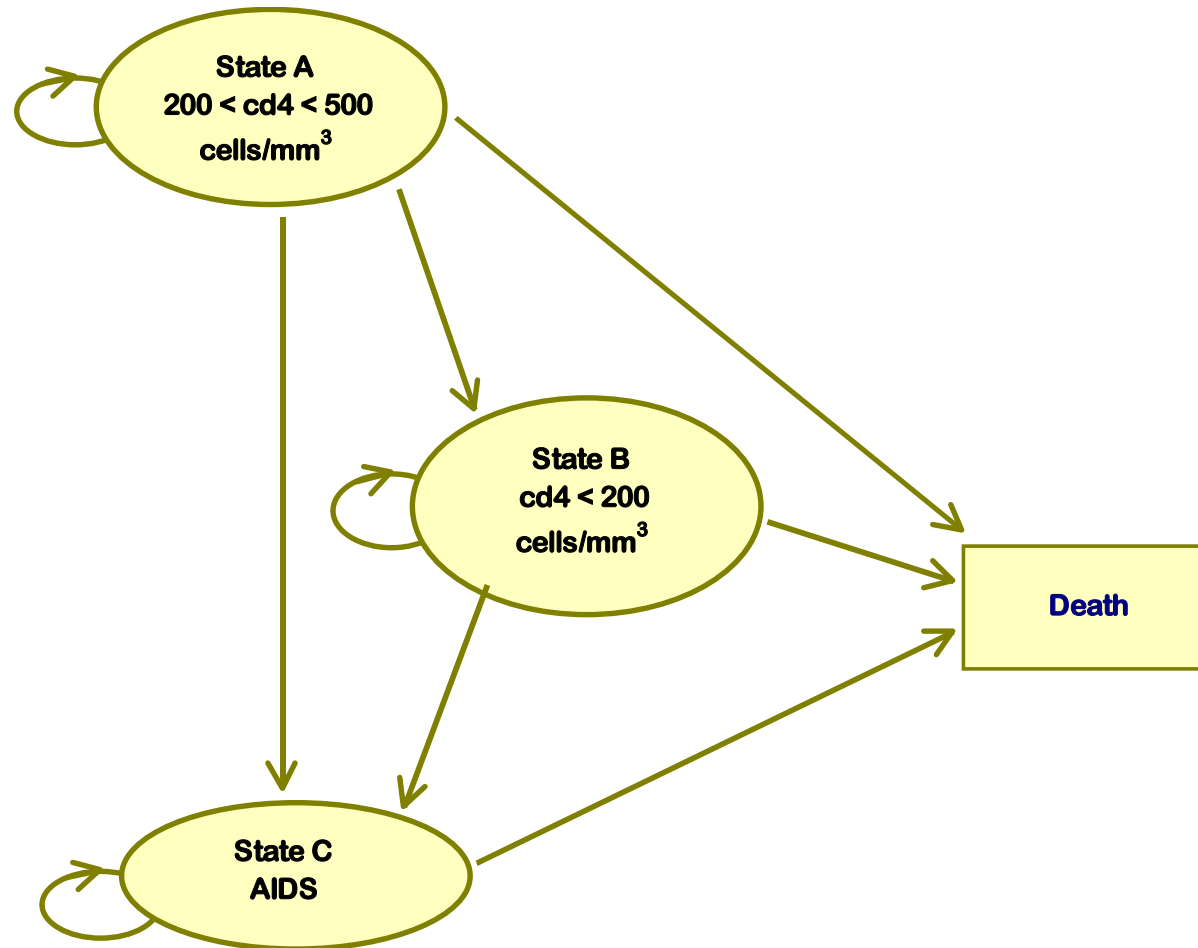 State A
200 < cd4 < 500
cells/mm³
State B
cd4 < 200
cells/mm³
Death
State C
AIDS